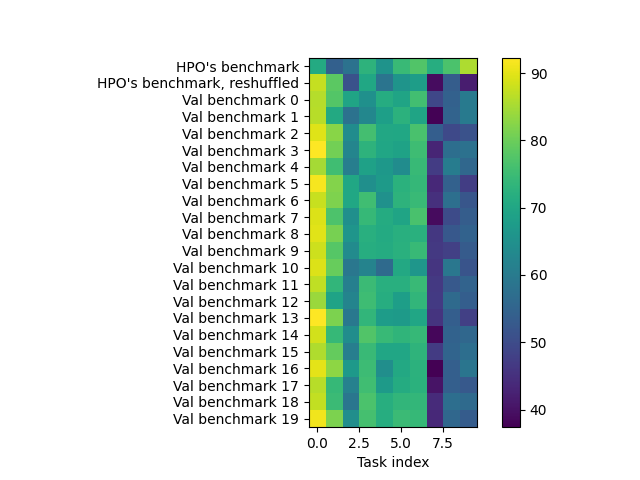 HPO's benchmark
HPO's benchmark, reshuffled
Val benchmark 0
Val benchmark 1
Val benchmark 2
Val benchmark 3
Val benchmark 4
Val benchmark 5
Val benchmark 6
Val benchmark 7
Val benchmark 8
Val benchmark 9
Val benchmark 10
Val benchmark 11
Val benchmark 12
Val benchmark 13
Val benchmark 14
Val benchmark 15
Val benchmark 16
Val benchmark 17
Val benchmark 18
Val benchmark 19
0.0 2.5 5.0 7.5
Task index
90
80
70
60
50
40